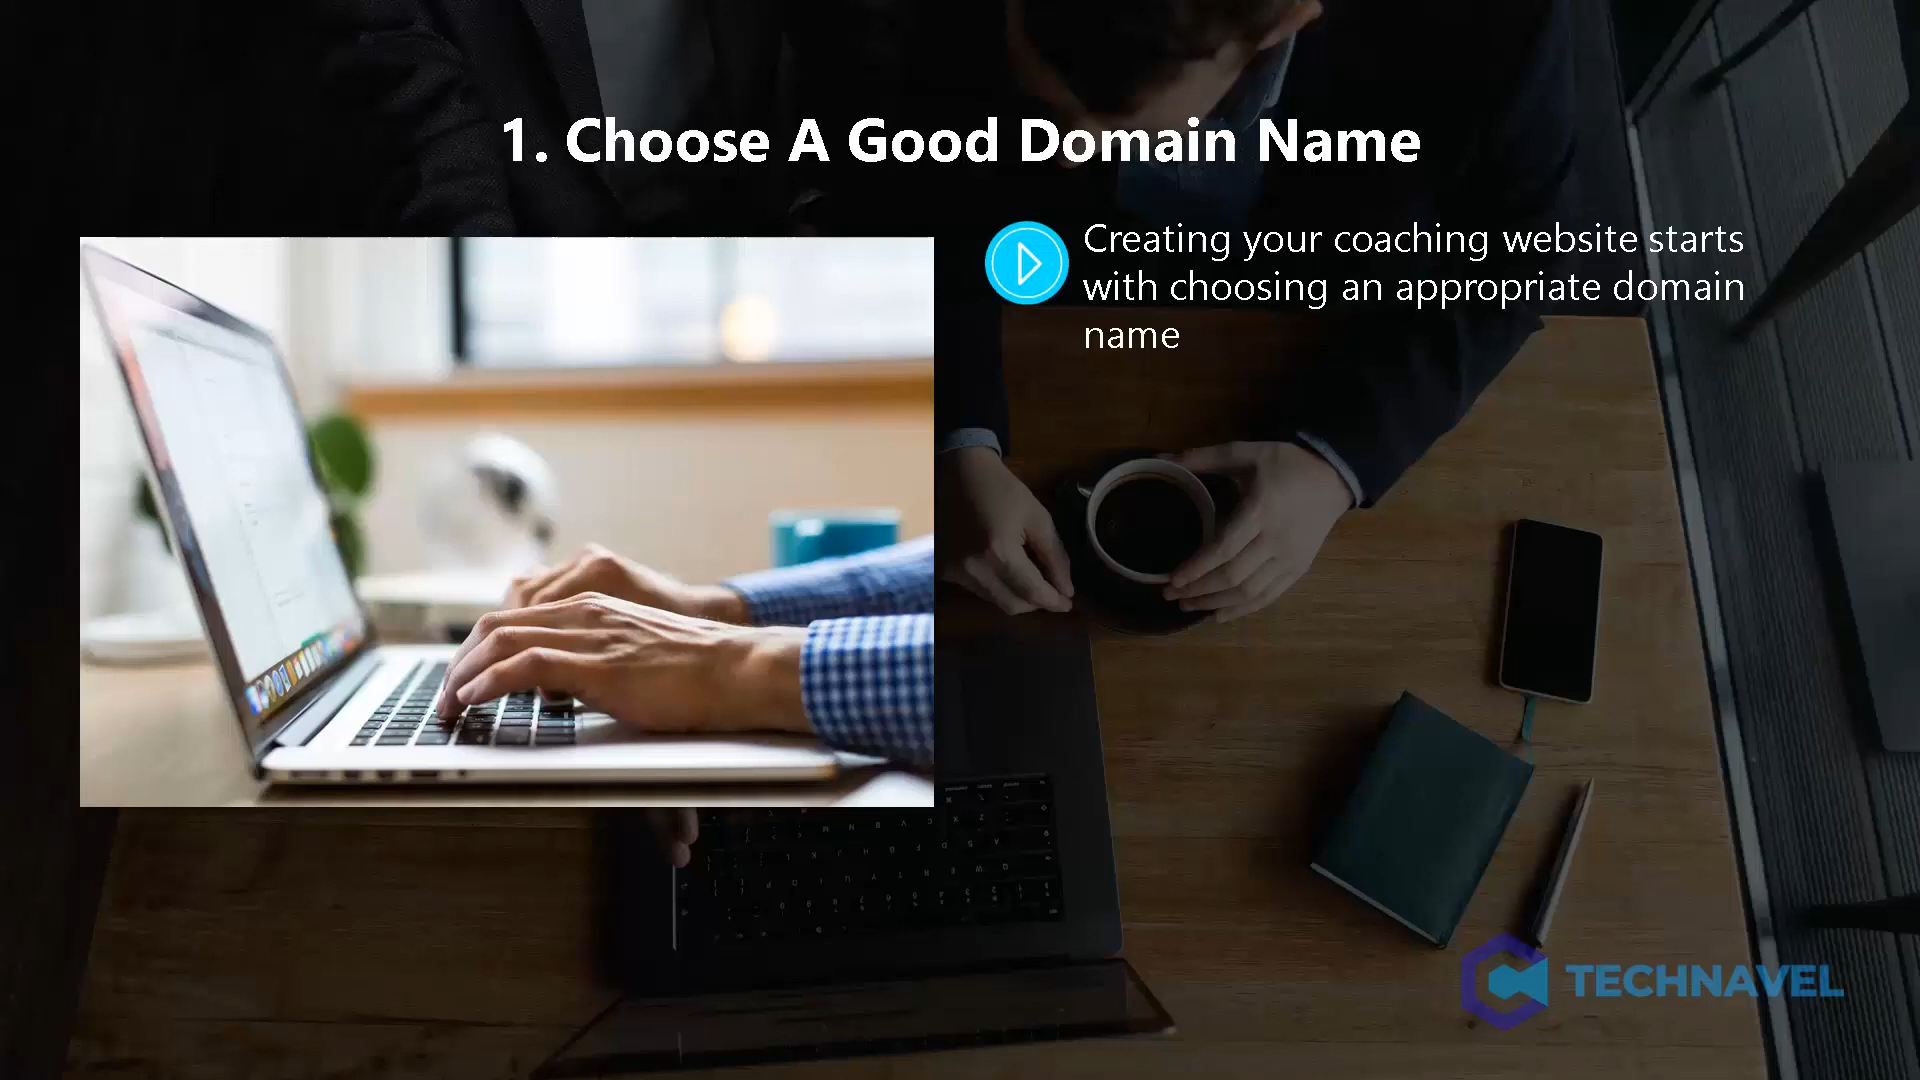 1. Choose A Good Domain Name
Creating your coaching website starts
with choosing an appropriate domain
name
TECHNAVEL